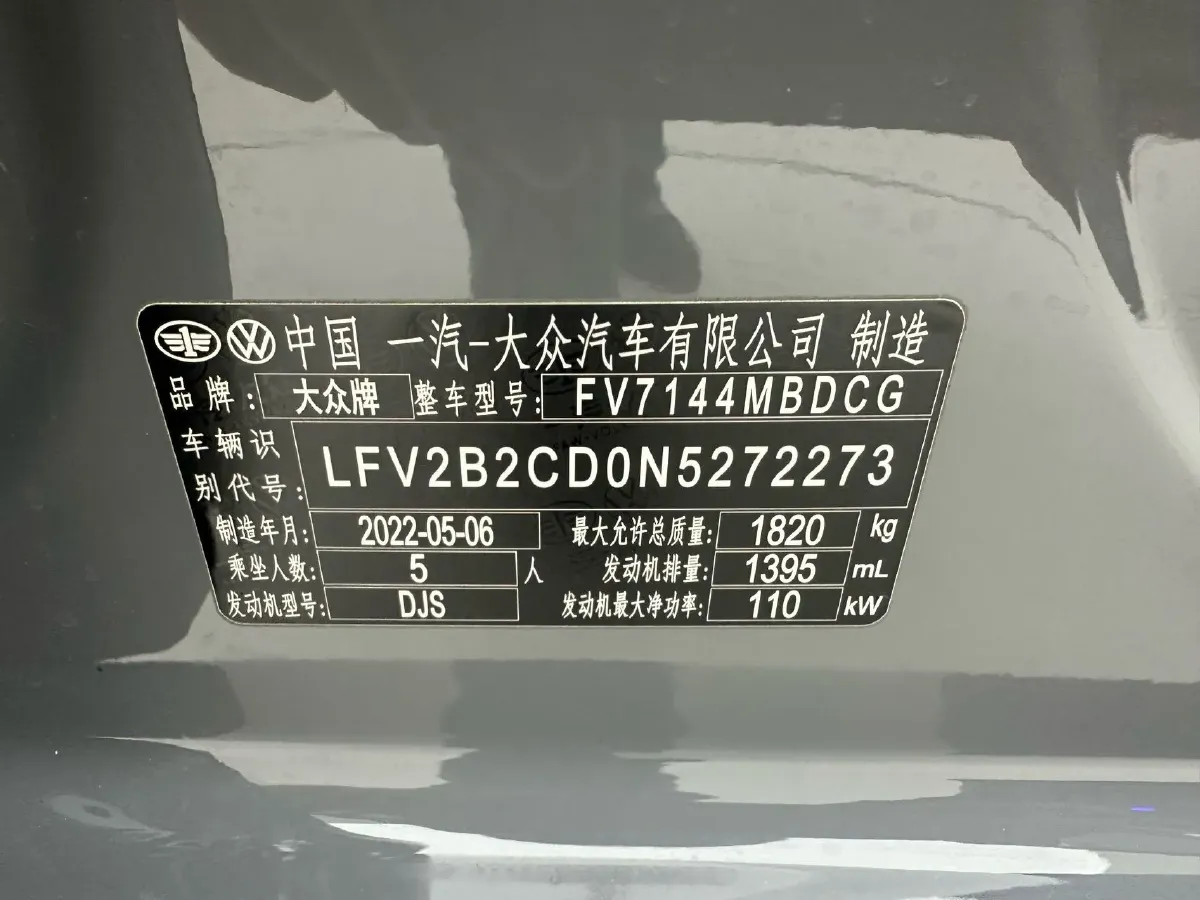 中国 一汽-大众汽车有限公司 制造
品牌: 大众牌 整车型号: FV7144MBDCG
车辆识
别代号: LFV2B2CD0N5272273
制造年月: 2022-05-06 最大允许总质量: 1820 kg
乘坐人数: 5 人 发动机排量: 1395 mL
发动机型号: DJS 发动机最大净功率: 110 kW